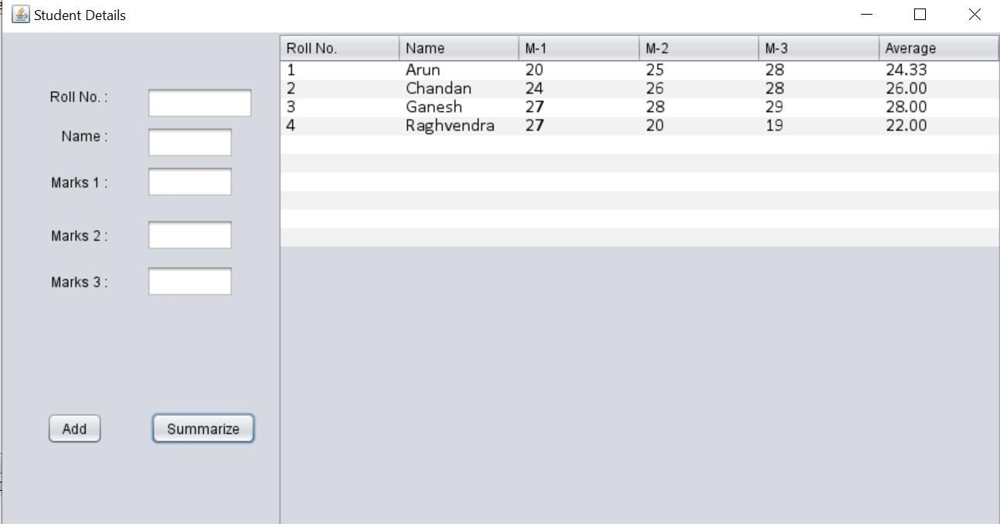 Student Details
Roll No. Name M-1 M-2 M-3 Average
1 Arun 20 25 28 24.33
2 Chandan 24 26 28 26.00
3 Ganesh 27 28 29 28.00
4 Raghvendra 27 20 19 22.00
Roll No. :
Name :
Marks 1 :
Marks 2 :
Marks 3 :
Add Summarize